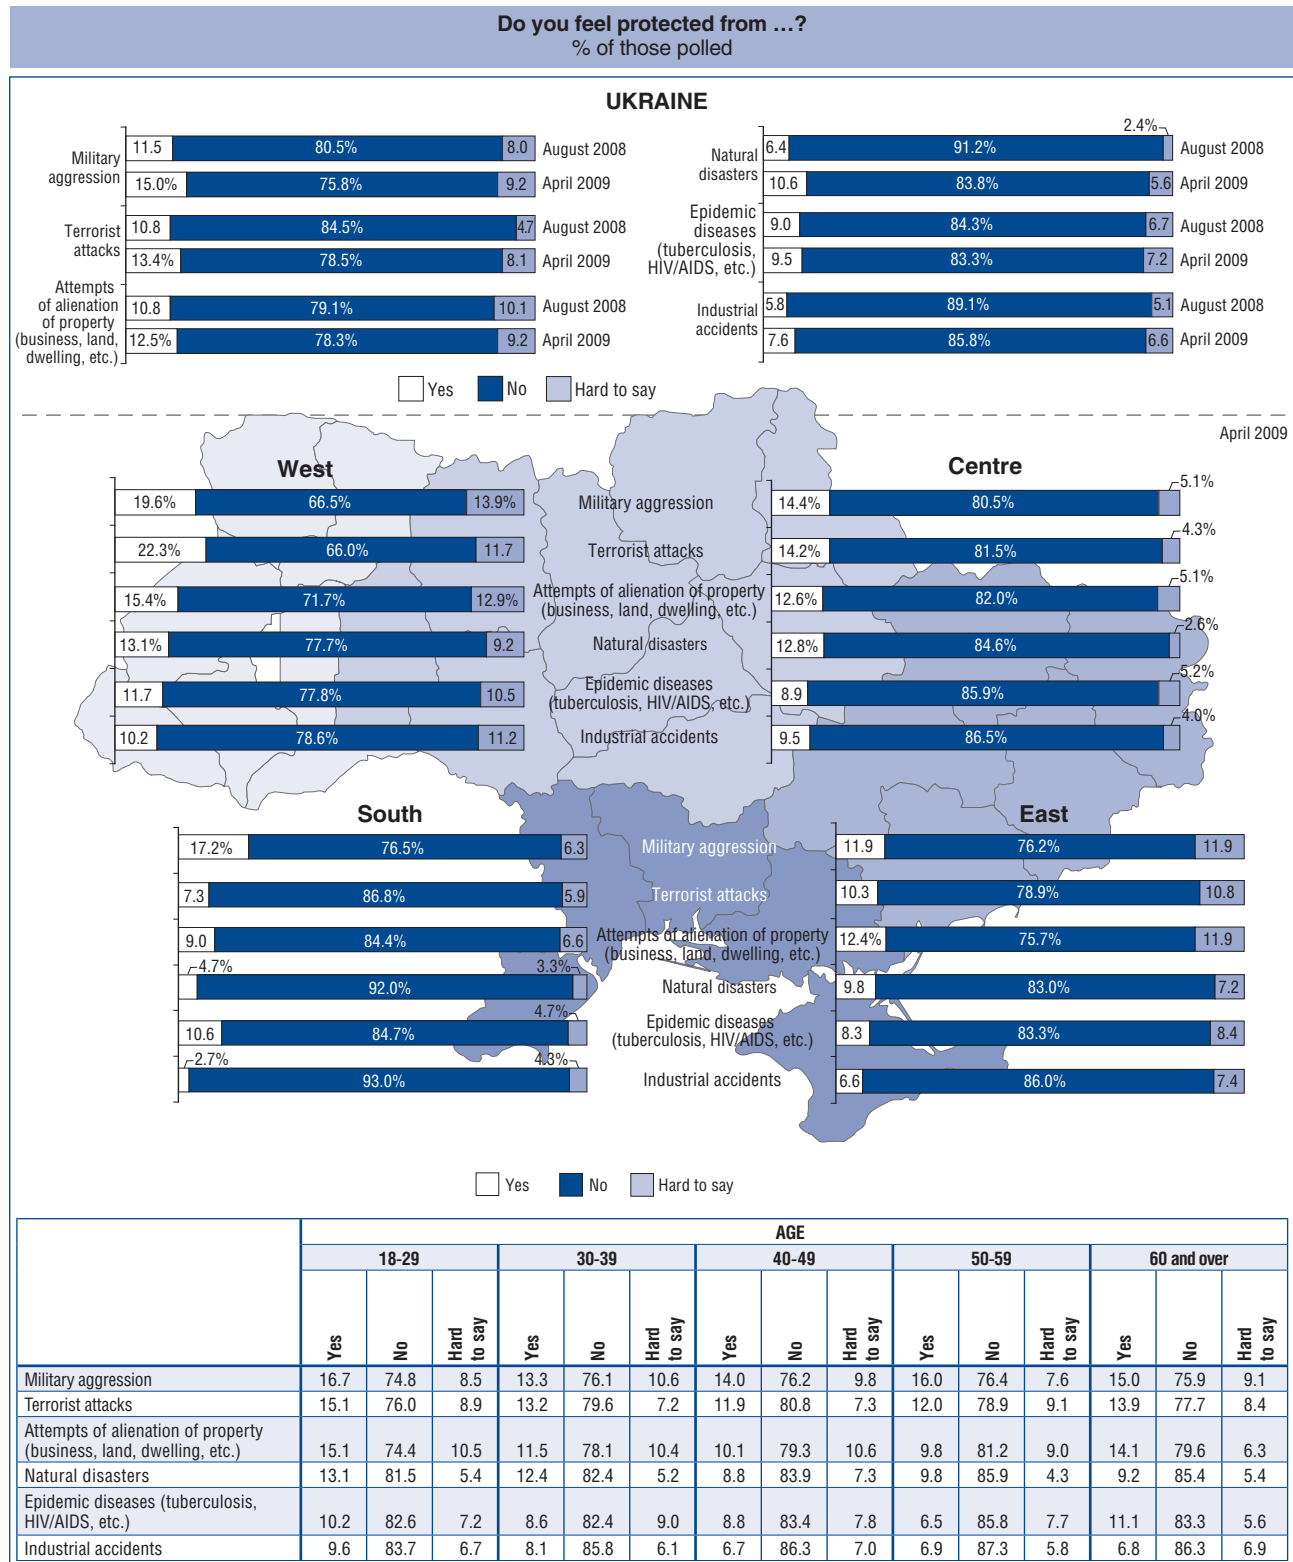 Do you feel protected from …?
% of those polled
UKRAINE
Military
aggression
11.5 80.5% 8.0 August 2008
15.0% 75.8% 9.2 April 2009
Terrorist
attacks
10.8 84.5% 4.7 August 2008
13.4% 78.5% 8.1 April 2009
Attempts
of alienation
of property
(business, land,
dwelling, etc.)
10.8 79.1% 10.1 August 2008
12.5% 78.3% 9.2 April 2009
Natural
disasters
2.4%
6.4 91.2% August 2008
10.6 83.8% 5.6 April 2009
Epidemic
diseases
(tuberculosis,
HIV/AIDS, etc.)
9.0 84.3% 6.7 August 2008
9.5 83.3% 7.2 April 2009
Industrial
accidents
5.8 89.1% 5.1 August 2008
7.6 85.8% 6.6 April 2009
Yes No Hard to say
April 2009
West Centre
19.6% 66.5% 13.9% Military aggression 14.4% 80.5% 5.1%
22.3% 66.0% 11.7 Terrorist attacks 14.2% 81.5% 4.3%
15.4% 71.7% 12.9% Attempts of alienation of property
(business, land, dwelling, etc.) 12.6% 82.0% 5.1%
13.1% 77.7% 9.2 Natural disasters 12.8% 84.6% 2.6%
11.7 77.8% 10.5 Epidemic diseases
(tuberculosis, HIV/AIDS, etc.) 8.9 85.9% 5.2%
10.2 78.6% 11.2 Industrial accidents 9.5 86.5% 4.0%
South East
17.2% 76.5% 6.3 Military aggression 11.9 76.2% 11.9
7.3 86.8% 5.9 Terrorist attacks 10.3 78.9% 10.8
9.0 84.4% 6.6 Attempts of alienation of property
(business, land, dwelling, etc.) 12.4% 75.7% 11.9
4.7% 92.0% 3.3% Natural disasters 9.8 83.0% 7.2
10.6 84.7% 4.7% Epidemic diseases
(tuberculosis, HIV/AIDS, etc.) 8.3 83.3% 8.4
2.7% 93.0% 4.3% Industrial accidents 6.6 86.0% 7.4
Yes No Hard to say
AGE
18-29 30-39 40-49 50-59 60 and over
Yes No Hard to say Yes No Hard to say Yes No Hard to say Yes No Hard to say Yes No Hard to say
Military aggression 16.7 74.8 8.5 13.3 76.1 10.6 14.0 76.2 9.8 16.0 76.4 7.6 15.0 75.9 9.1
Terrorist attacks 15.1 76.0 8.9 13.2 79.6 7.2 11.9 80.8 7.3 12.0 78.9 9.1 13.9 77.7 8.4
Attempts of alienation of property
(business, land, dwelling, etc.) 15.1 74.4 10.5 11.5 78.1 10.4 10.1 79.3 10.6 9.8 81.2 9.0 14.1 79.6 6.3
Natural disasters 13.1 81.5 5.4 12.4 82.4 5.2 8.8 83.9 7.3 9.8 85.9 4.3 9.2 85.4 5.4
Epidemic diseases (tuberculosis,
HIV/AIDS, etc.) 10.2 82.6 7.2 8.6 82.4 9.0 8.8 83.4 7.8 6.5 85.8 7.7 11.1 83.3 5.6
Industrial accidents 9.6 83.7 6.7 8.1 85.8 6.1 6.7 86.3 7.0 6.9 87.3 5.8 6.8 86.3 6.9